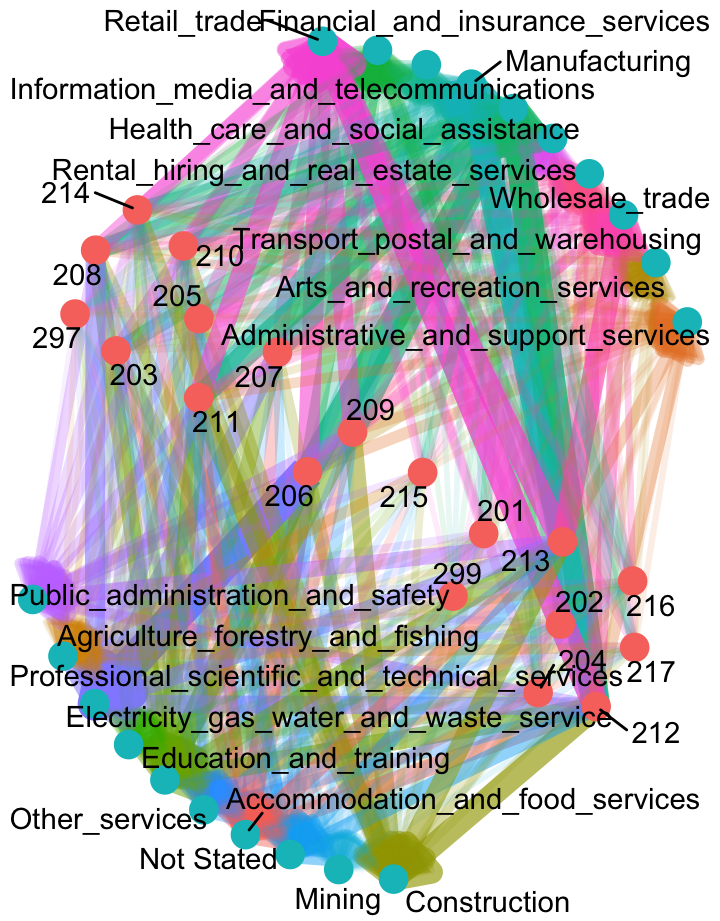 Retail_trade
Financial_and_insurance_services
Manufacturing
Information_media_and_telecommunications
Health_care_and_social_assistance
Rental_hiring_and_real_estate_services
214
Wholesale_trade
Transport_postal_and_warehousing
210
208
Arts_and_recreation_services
205
297
Administrative_and_support_services
203
207
211
209
206
215
201
213
299
Public_administration_and_safety
202
216
Agriculture_forestry_and_fishing
204
217
Professional_scientific_and_technical_services
Electricity_gas_water_and_waste_service
212
Education_and_training
Accommodation_and_food_services
Other_services
Not Stated
Mining
Construction